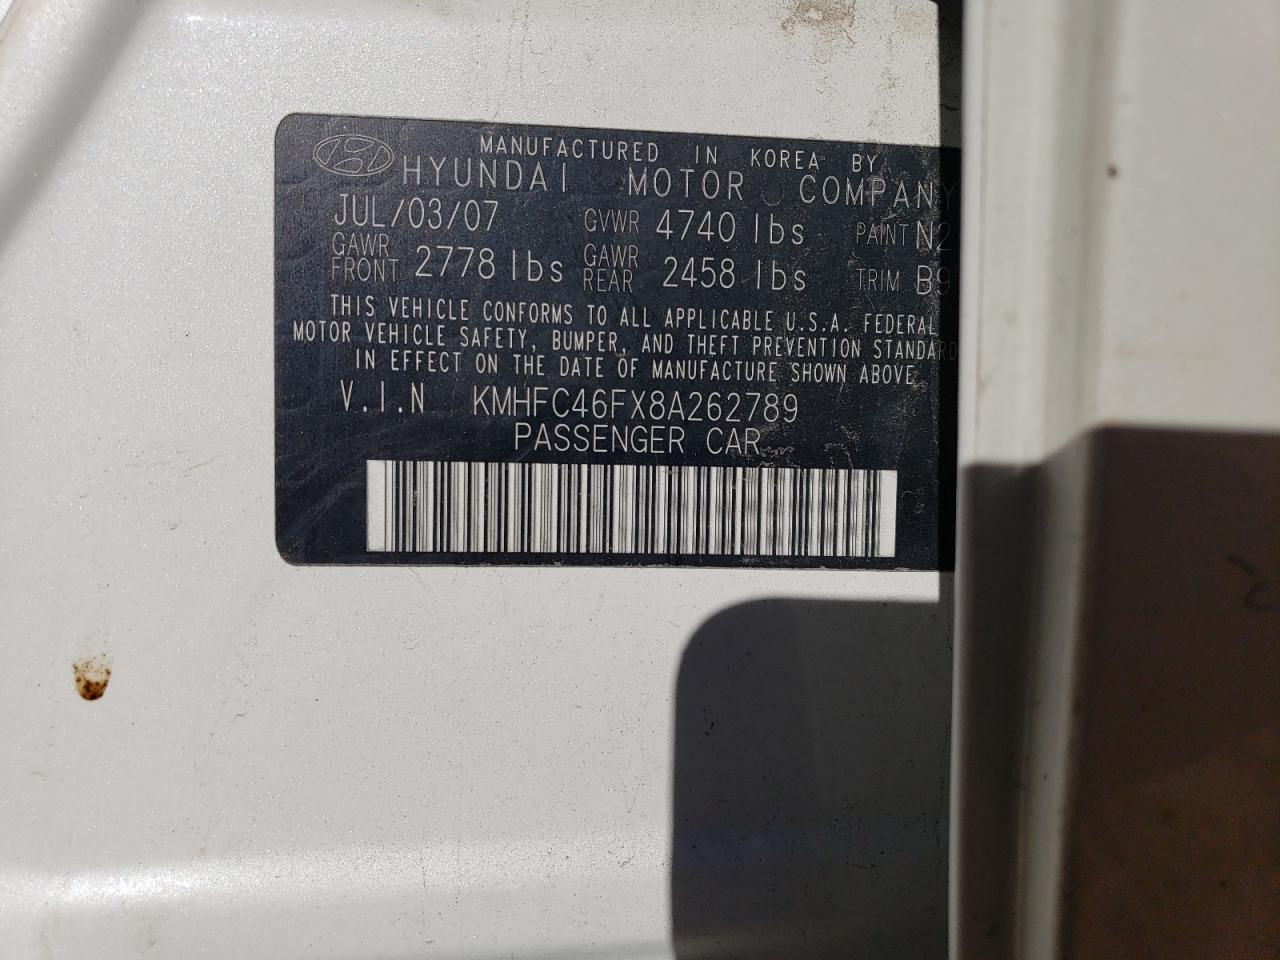 MANUFACTURED IN KOREA BY
HYUNDAI MOTOR COMPANY
JUL/03/07 GVWR 4740 lbs PAINT N2
GAWR FRONT 2778 lbs GAWR REAR 2458 lbs TRIM B9
THIS VEHICLE CONFORMS TO ALL APPLICABLE U.S.A. FEDERAL
MOTOR VEHICLE SAFETY, BUMPER, AND THEFT PREVENTION STANDARD
IN EFFECT ON THE DATE OF MANUFACTURE SHOWN ABOVE
V.I.N KMHFC46FX8A262789
PASSENGER CAR